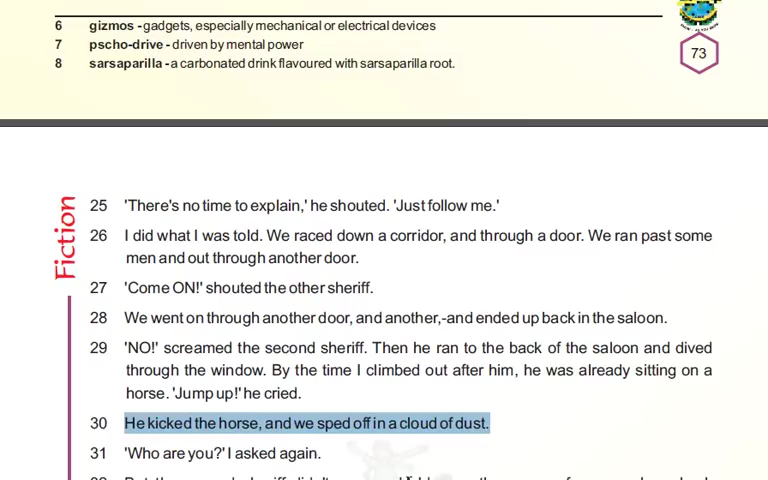 6 gizmos - gadgets, especially mechanical or electrical devices
7 pscho-drive - driven by mental power
8 sarsaparilla - a carbonated drink flavoured with sarsaparilla root.
73
Fiction
25 'There's no time to explain,' he shouted. 'Just follow me.'
26 I did what I was told. We raced down a corridor, and through a door. We ran past some
men and out through another door.
27 'Come ON!' shouted the other sheriff.
28 We went on through another door, and another,-and ended up back in the saloon.
29 'NO!' screamed the second sheriff. Then he ran to the back of the saloon and dived
through the window. By the time I climbed out after him, he was already sitting on a
horse. 'Jump up!' he cried.
30 He kicked the horse, and we sped off in a cloud of dust.
31 'Who are you?' I asked again.